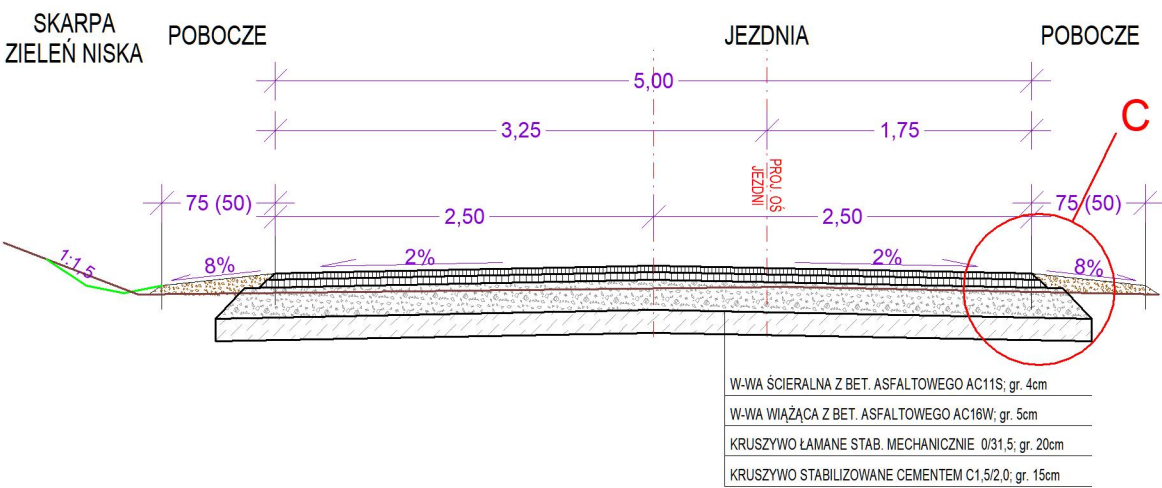 SKARPA
ZIELEŃ NISKA
POBOCZE
JEZDNIA
POBOCZE
5,00
3,25
1,75
C
PROJ. OŚ
JEZDNI
75 (50)
2,50
2,50
75 (50)
1:1,5
8%
2%
2%
8%
W-WA ŚCIERALNA Z BET. ASFALTOWEGO AC11S; gr. 4cm
W-WA WIĄŻĄCA Z BET. ASFALTOWEGO AC16W; gr. 5cm
KRUSZYWO ŁAMANE STAB. MECHANICZNIE 0/31,5; gr. 20cm
KRUSZYWO STABILIZOWANE CEMENTEM C1,5/2,0; gr. 15cm